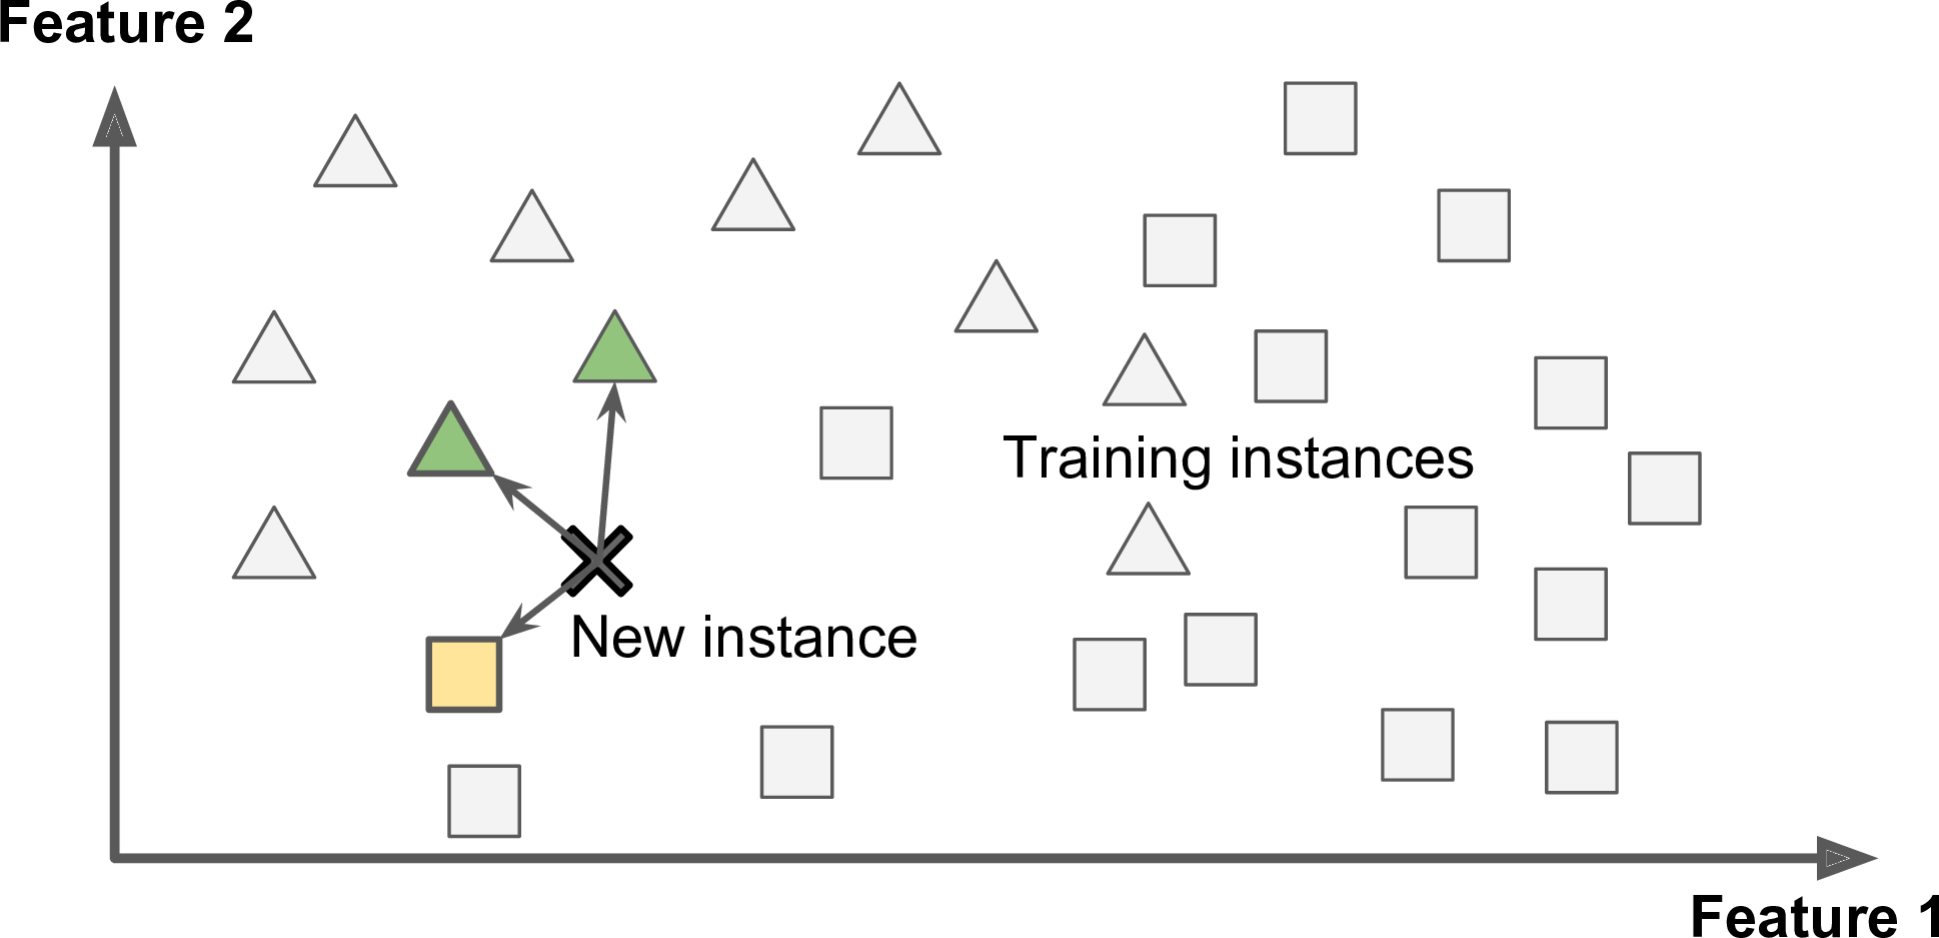 Feature 2
Training instances
New instance
Feature 1